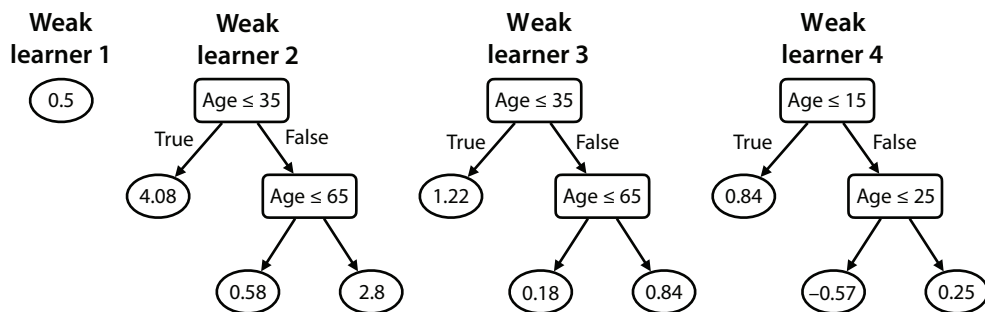 Weak
learner 1
Weak
learner 2
Weak
learner 3
Weak
learner 4
0.5
Age ≤ 35
Age ≤ 35
Age ≤ 15
True
False
True
False
True
False
4.08
Age ≤ 65
1.22
Age ≤ 65
0.84
Age ≤ 25
0.58
2.8
0.18
0.84
–0.57
0.25